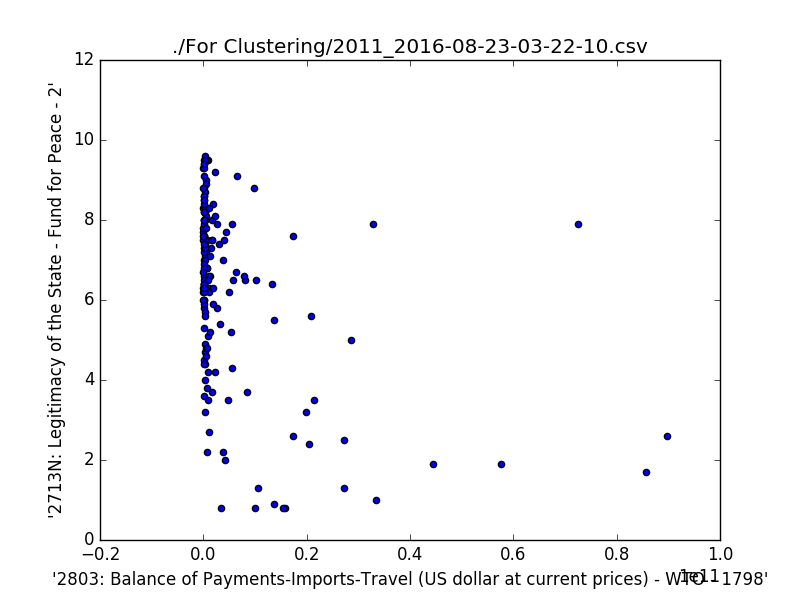 ./For Clustering/2011_2016-08-23-03-22-10.csv
'2713N: Legitimacy of the State - Fund for Peace - 2'
12
10
8
6
4
2
0
−0.2 0.0 0.2 0.4 0.6 0.8 1.0
1e11
'2803: Balance of Payments-Imports-Travel (US dollar at current prices) - WTO - 1798'